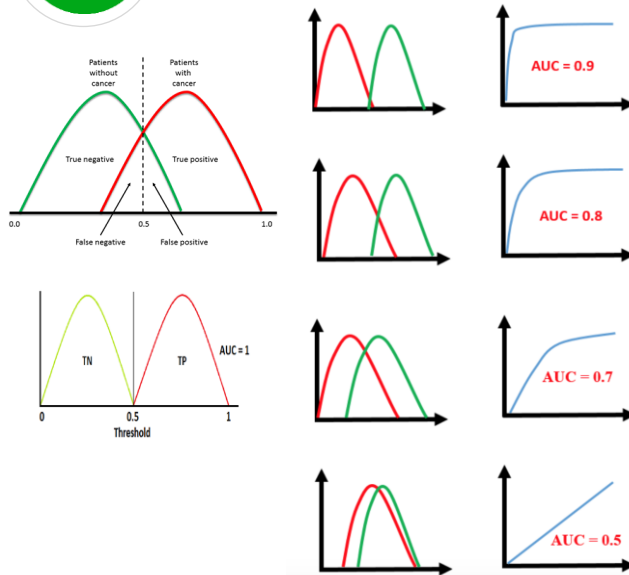 Patients
without
cancer
Patients
with
cancer
True negative
True positive
0.0
0.5
1.0
False negative
False positive
TN
TP
AUC = 1
0
0.5
1
Threshold
AUC = 0.9
AUC = 0.8
AUC = 0.7
AUC = 0.5